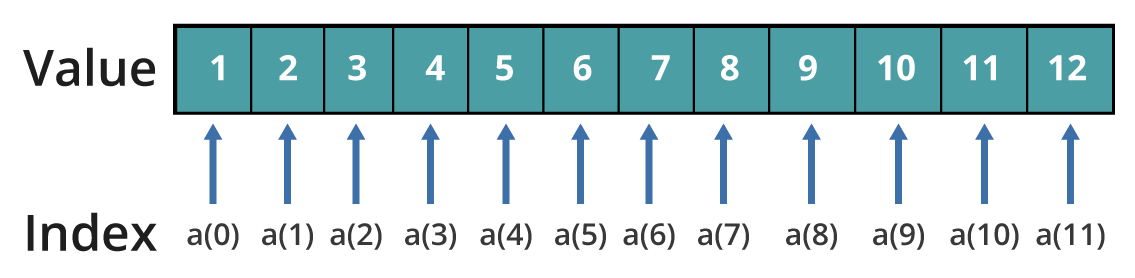 Value 1 2 3 4 5 6 7 8 9 10 11 12
Index a(0) a(1) a(2) a(3) a(4) a(5) a(6) a(7) a(8) a(9) a(10) a(11)